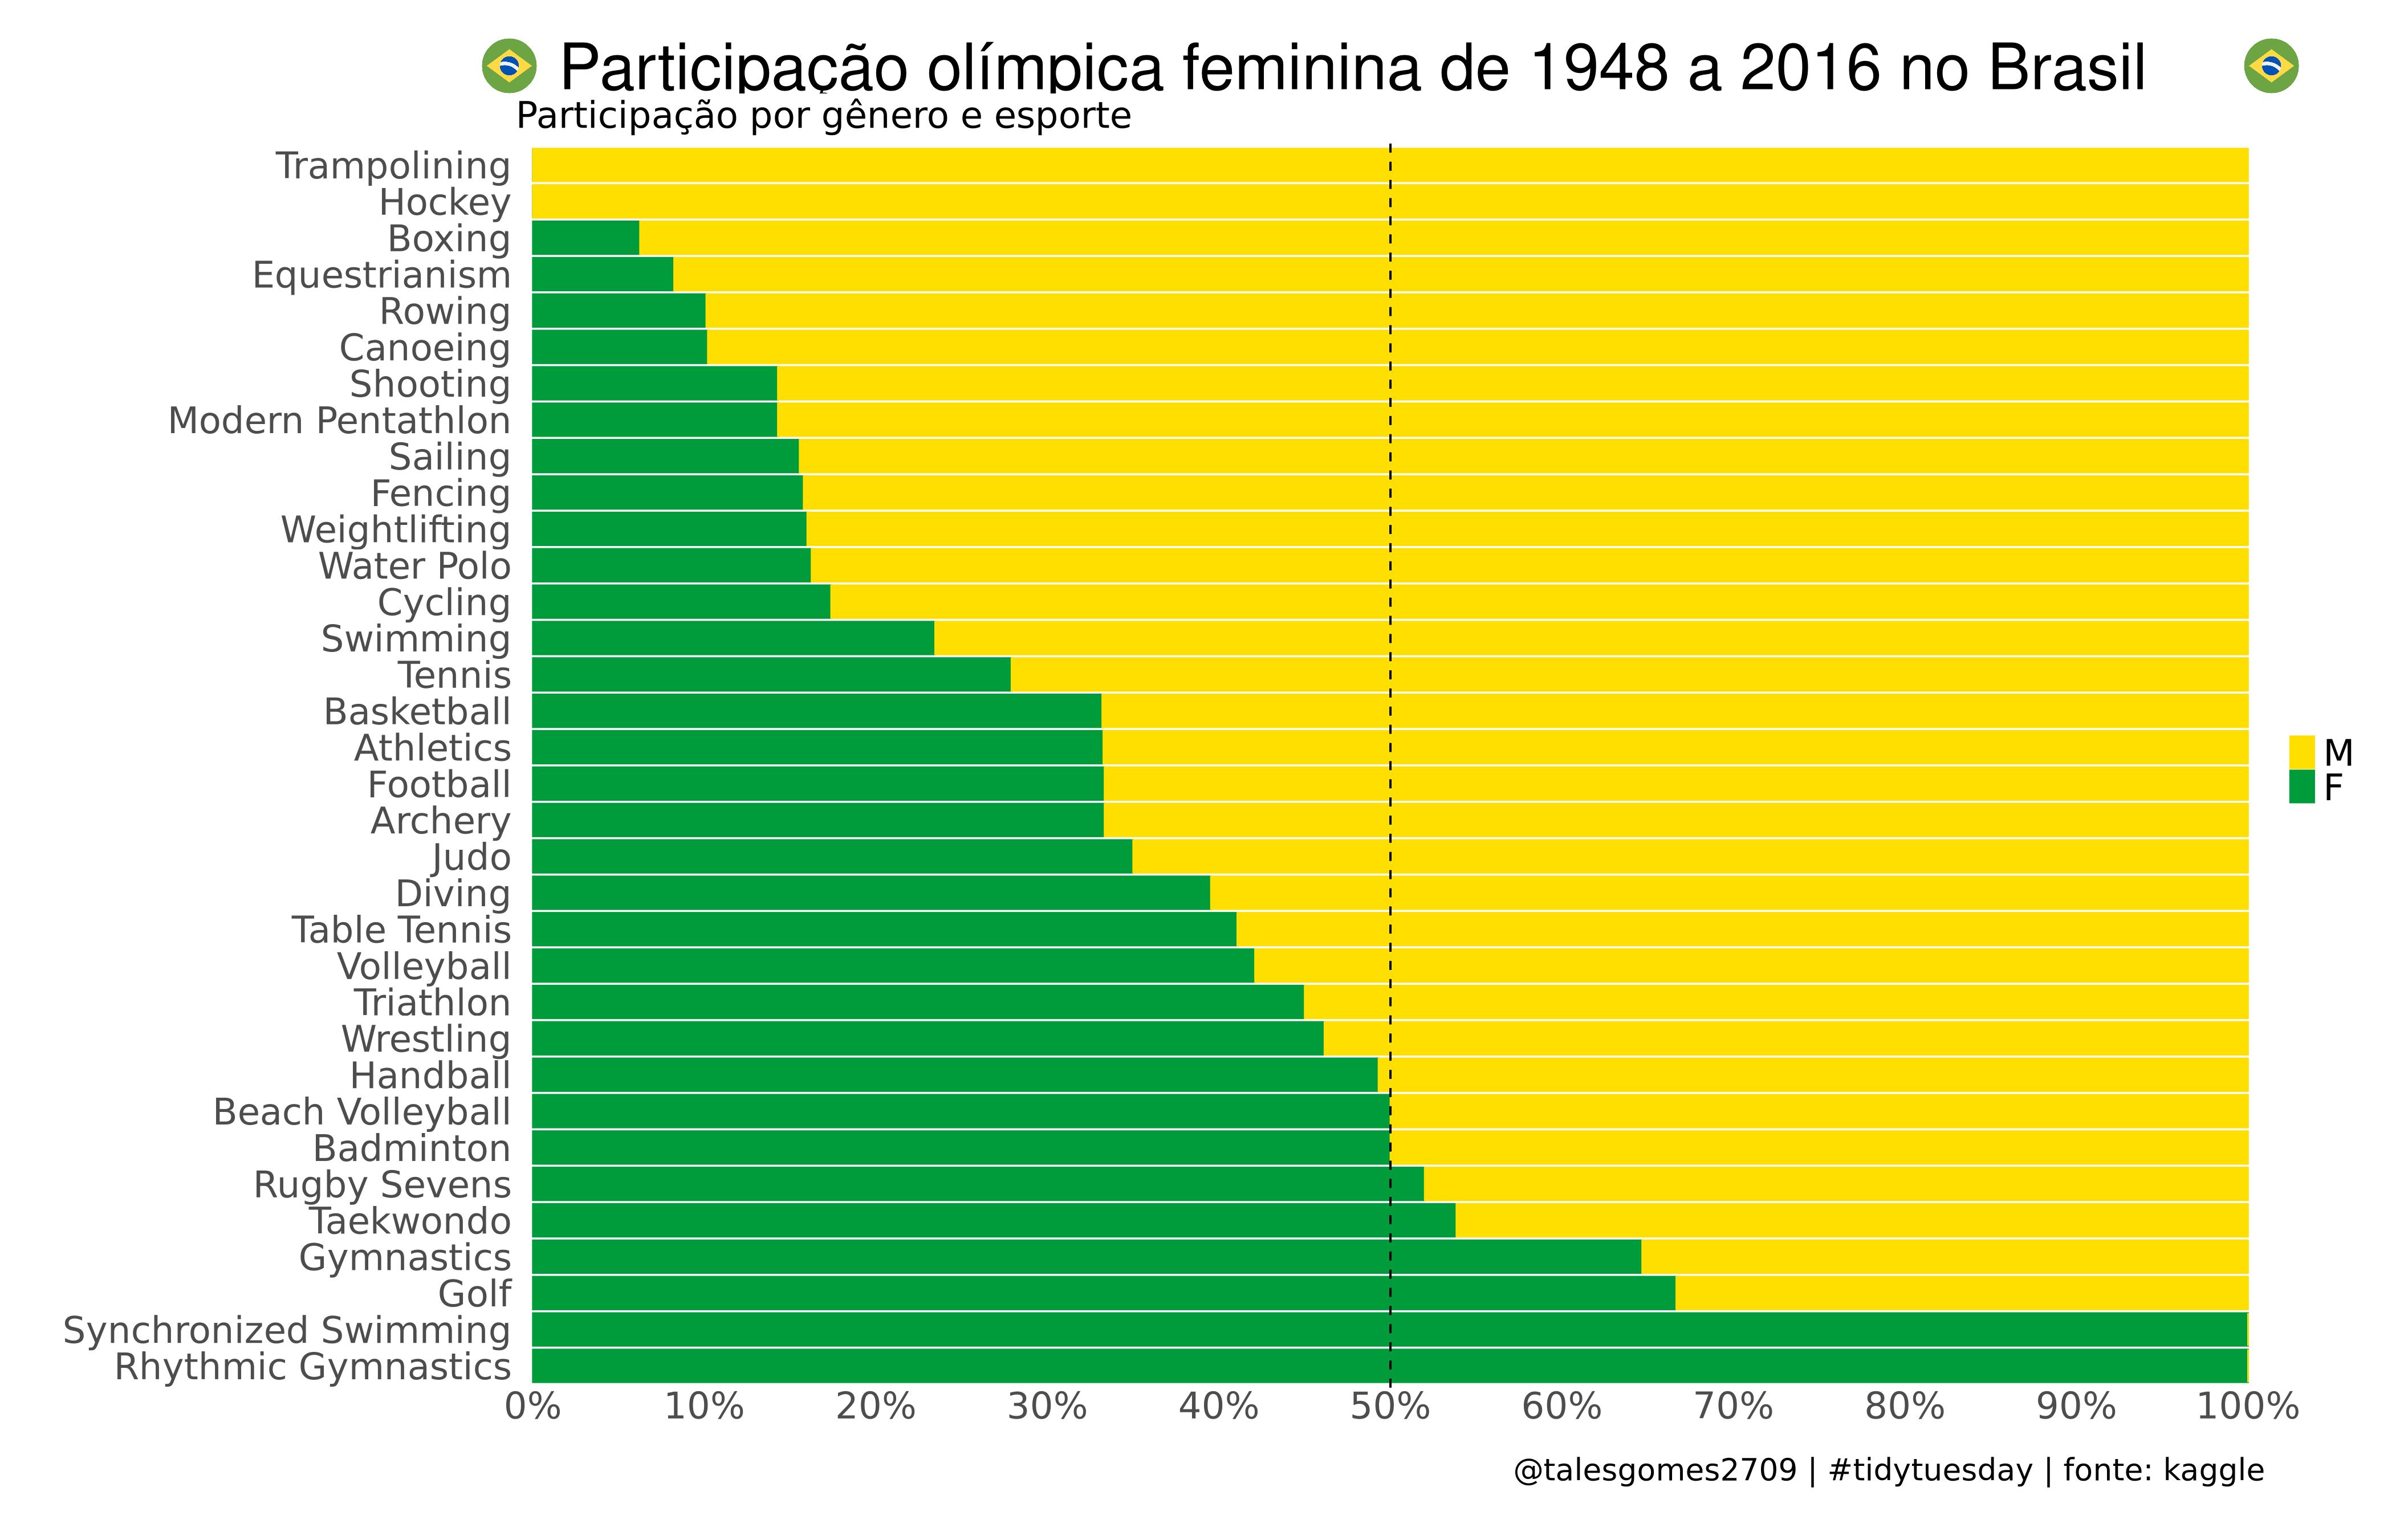 Participação olímpica feminina de 1948 a 2016 no Brasil
Participação por gênero e esporte
Trampolining
Hockey
Boxing
Equestrianism
Rowing
Canoeing
Shooting
Modern Pentathlon
Sailing
Fencing
Weightlifting
Water Polo
Cycling
Swimming
Tennis
Basketball
Athletics
Football
Archery
Judo
Diving
Table Tennis
Volleyball
Triathlon
Wrestling
Handball
Beach Volleyball
Badminton
Rugby Sevens
Taekwondo
Gymnastics
Golf
Synchronized Swimming
Rhythmic Gymnastics
0% 10% 20% 30% 40% 50% 60% 70% 80% 90% 100%
M
F
@talesgomes2709 | #tidytuesday | fonte: kaggle